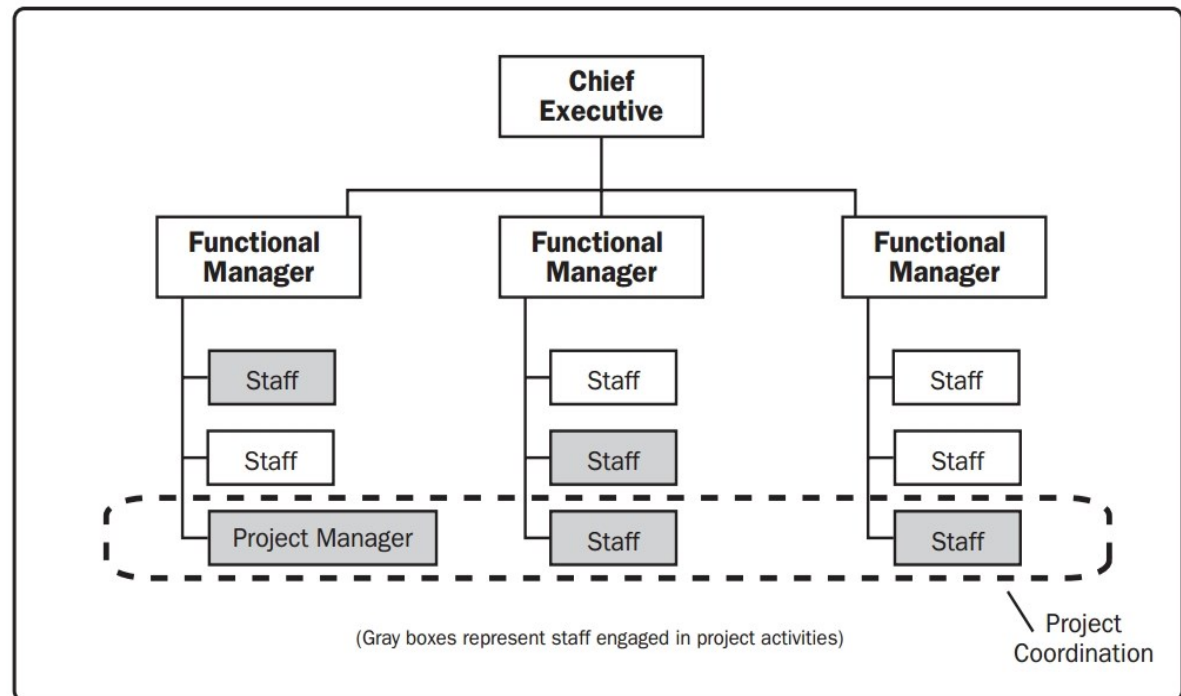 Chief
Executive
Functional
Manager
Functional
Manager
Functional
Manager
Staff
Staff
Staff
Staff
Staff
Staff
Project Manager
Staff
Staff
(Gray boxes represent staff engaged in project activities)
Project
Coordination